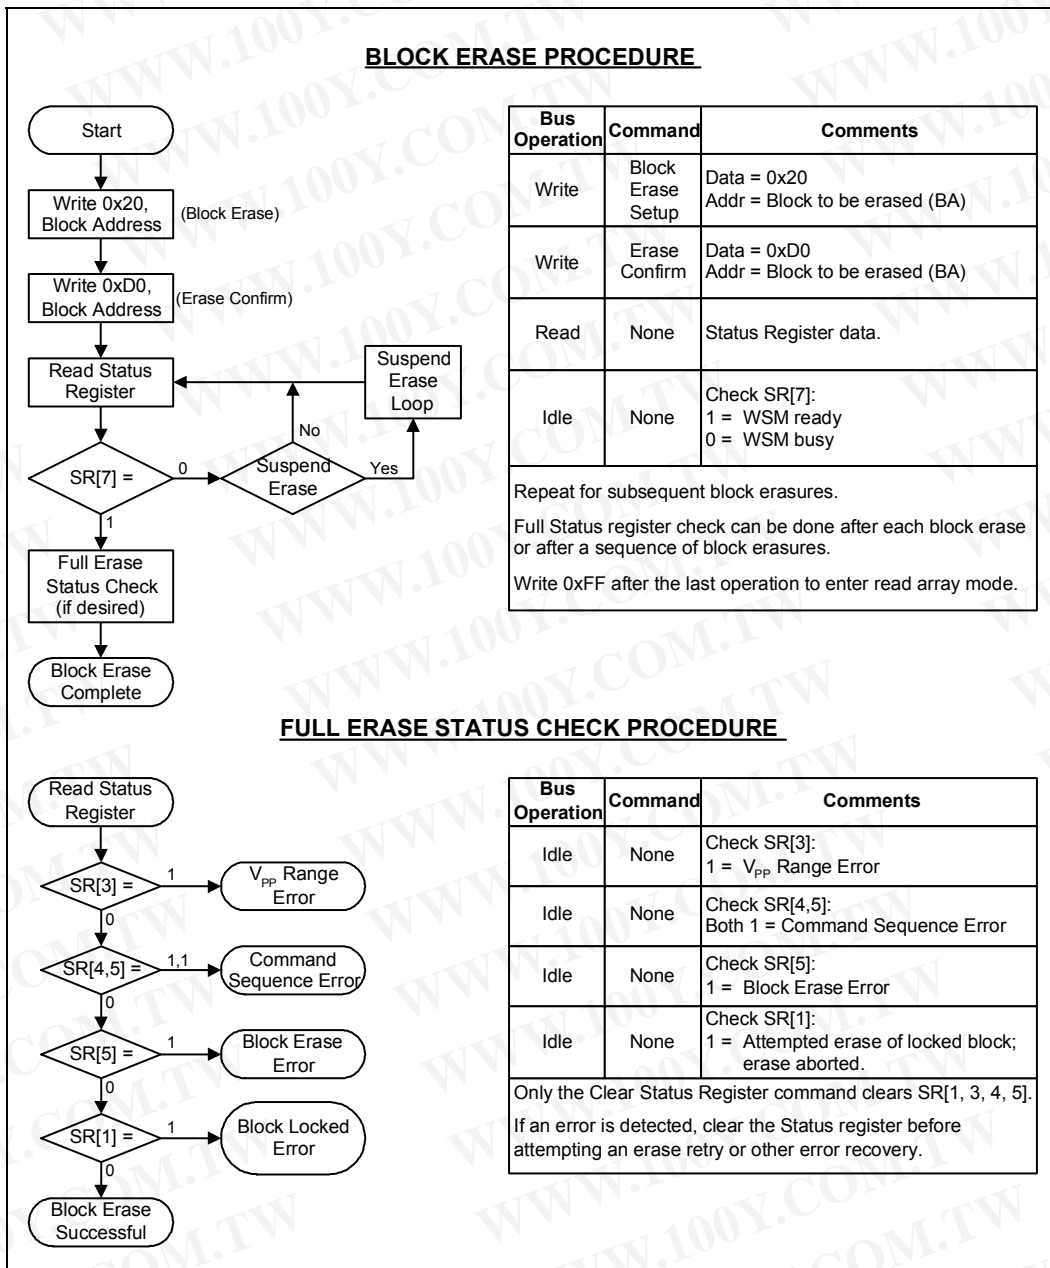 BLOCK ERASE PROCEDURE
Start
Write 0x20,
Block Address
(Block Erase)
Write 0xD0,
Block Address
(Erase Confirm)
Read Status
Register
Suspend
Erase
Loop
No
SR[7] =
0
Suspend
Erase
Yes
1
Full Erase
Status Check
(if desired)
Block Erase
Complete
Bus
Operation
Command
Comments
Write
Block
Erase
Setup
Data = 0x20
Addr = Block to be erased (BA)
Write
Erase
Confirm
Data = 0xD0
Addr = Block to be erased (BA)
Read
None
Status Register data.
Idle
None
Check SR[7]:
1 = WSM ready
0 = WSM busy
Repeat for subsequent block erasures.
Full Status register check can be done after each block erase
or after a sequence of block erasures.
Write 0xFF after the last operation to enter read array mode.
FULL ERASE STATUS CHECK PROCEDURE
Read Status
Register
SR[3] =
1
VPP Range
Error
0
SR[4,5] =
1,1
Command
Sequence Error
0
SR[5] =
1
Block Erase
Error
0
SR[1] =
1
Block Locked
Error
0
Block Erase
Successful
Bus
Operation
Command
Comments
Idle
None
Check SR[3]:
1 = VPP Range Error
Idle
None
Check SR[4,5]:
Both 1 = Command Sequence Error
Idle
None
Check SR[5]:
1 = Block Erase Error
Idle
None
Check SR[1]:
1 = Attempted erase of locked block;
erase aborted.
Only the Clear Status Register command clears SR[1, 3, 4, 5].
If an error is detected, clear the Status register before
attempting an erase retry or other error recovery.
WWW.100Y.COM.TW